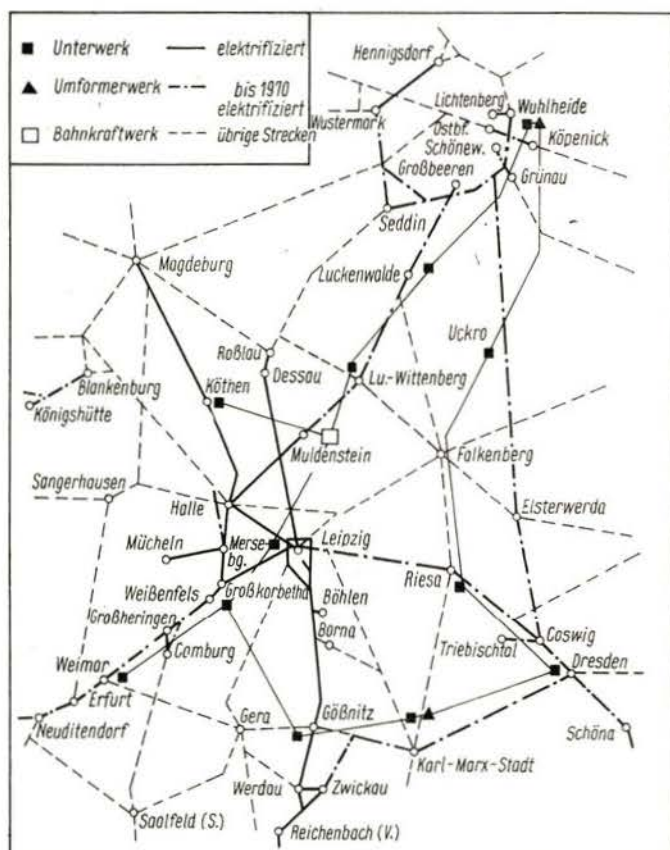 Unterwerk
elektrifiziert
Umformerwerk
bis 1970
elektrifiziert
Bahnkraftwerk
übrige Strecken
Hennigsdorf
Lichtenberg
Wuhlheide
Wustermark
Ostbf.
Schönew.
Köpenick
Großbeeren
Grünau
Seddin
Magdeburg
Luckenwalde
Uckro
Roßlau
Dessau
Blankenburg
Köthen
Lu.-Wittenberg
Königshütte
Muldenstein
Falkenberg
Sangerhausen
Halle
Elsterwerda
Mücheln
Merse-
bg.
Leipzig
Riesa
Weißenfels
Großkorbetha
Großheringen
Böhlen
Coswig
Borna
Triebischtal
Camburg
Dresden
Weimar
Erfurt
Neuditendorf
Gera
Gößnitz
Schöna
Karl-Marx-Stadt
Werdau
Zwickau
Saalfeld (S.)
Reichenbach (V.)